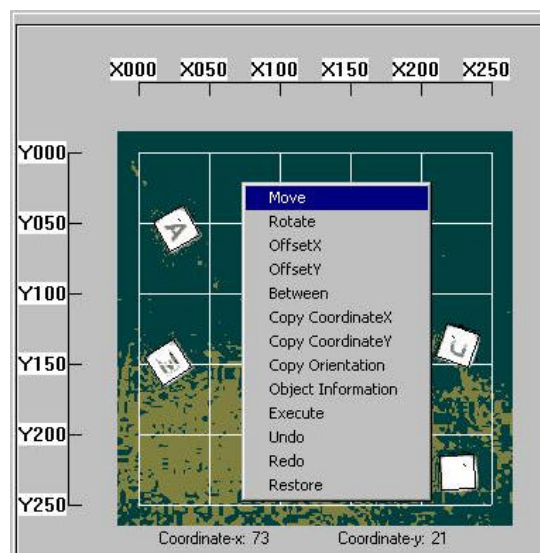 X000 X050 X100 X150 X200 X250
Y000
Y050
Y100
Y150
Y200
Y250
A
M
U
Move
Rotate
OffsetX
OffsetY
Between
Copy CoordinateX
Copy CoordinateY
Copy Orientation
Object Information
Execute
Undo
Redo
Restore
Coordinate-x: 73 Coordinate-y: 21